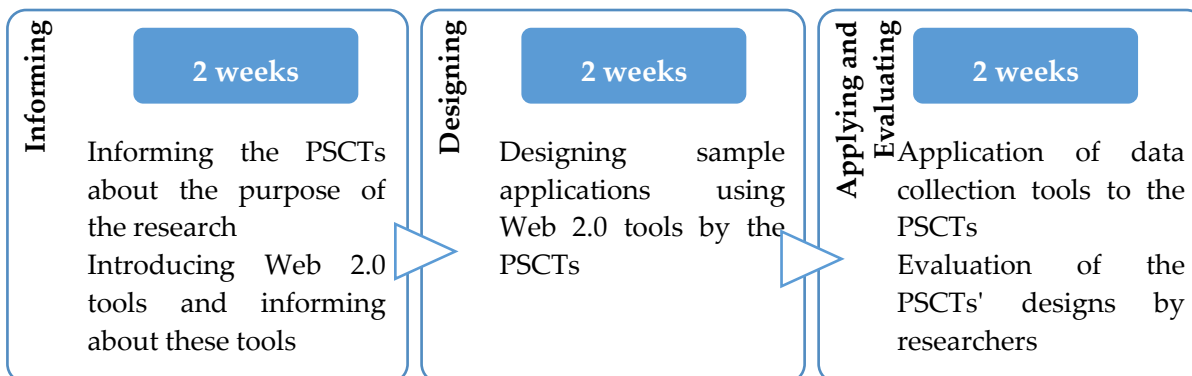 Informing
2 weeks
Informing the PSCTs
about the purpose of
the research
Introducing Web 2.0
tools and informing
about these tools
Designing
2 weeks
Designing sample
applications using
Web 2.0 tools by the
PSCTs
Applying and
Evaluating
2 weeks
Application of data
collection tools to the
PSCTs
Evaluation of the
PSCTs' designs by
researchers